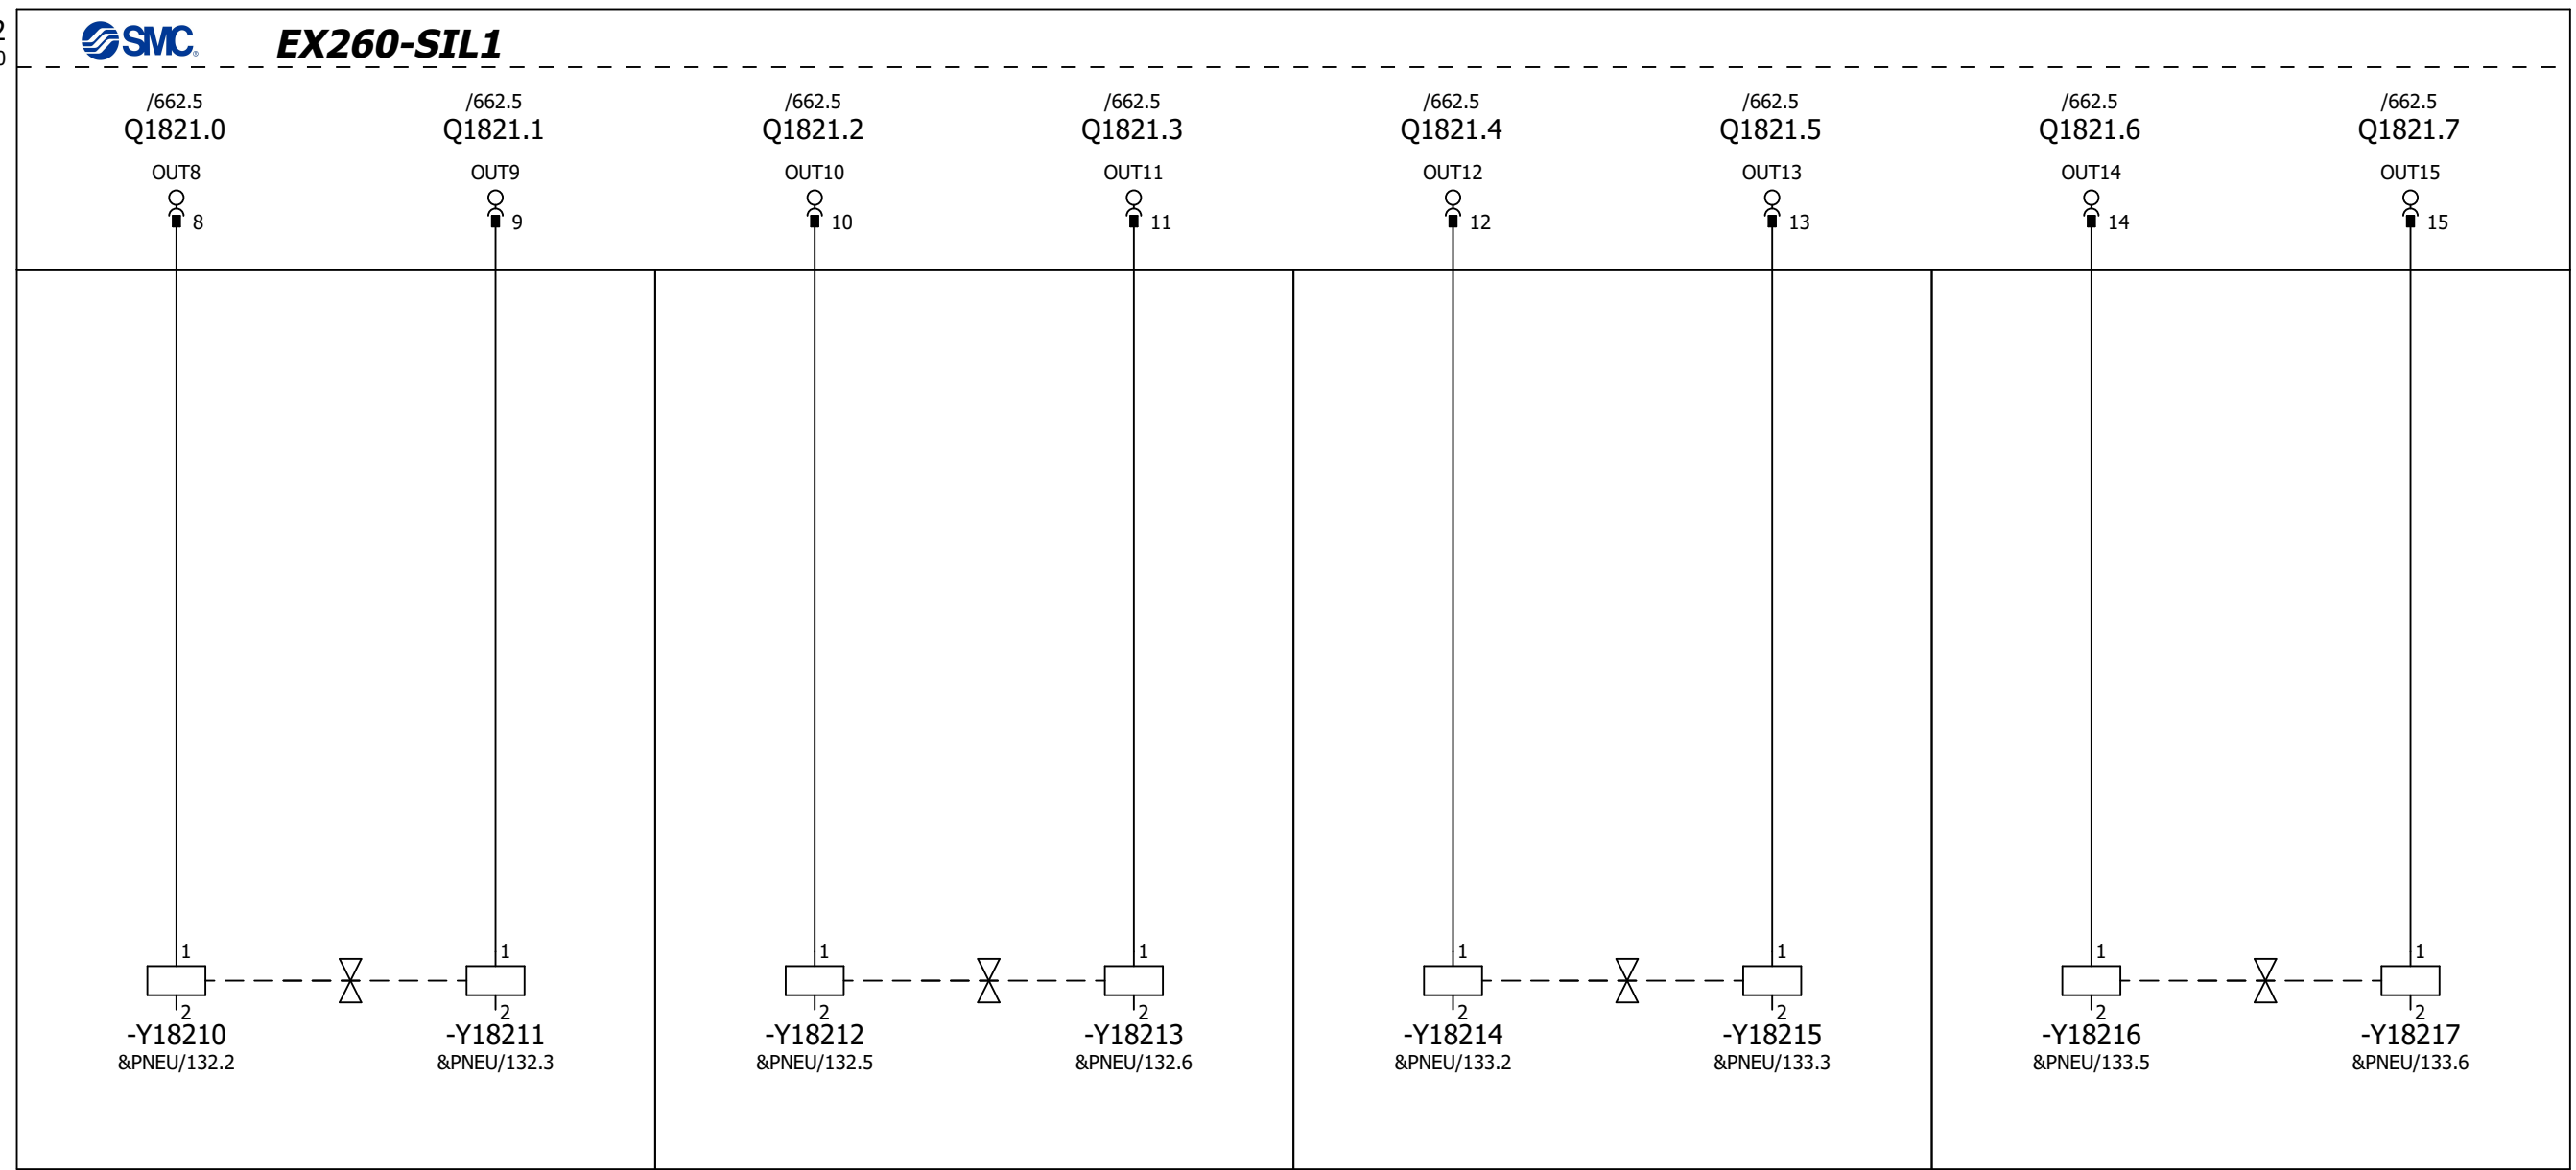 2
0
SMC®
EX260-SIL1
/662.5 /662.5 /662.5 /662.5 /662.5 /662.5 /662.5 /662.5
Q1821.0 Q1821.1 Q1821.2 Q1821.3 Q1821.4 Q1821.5 Q1821.6 Q1821.7
OUT8 OUT9 OUT10 OUT11 OUT12 OUT13 OUT14 OUT15
8 9 10 11 12 13 14 15
1 1 1 1 1 1 1 1
2 2 2 2 2 2 2 2
-Y18210 -Y18211 -Y18212 -Y18213 -Y18214 -Y18215 -Y18216 -Y18217
&PNEU/132.2 &PNEU/132.3 &PNEU/132.5 &PNEU/132.6 &PNEU/133.2 &PNEU/133.3 &PNEU/133.5 &PNEU/133.6